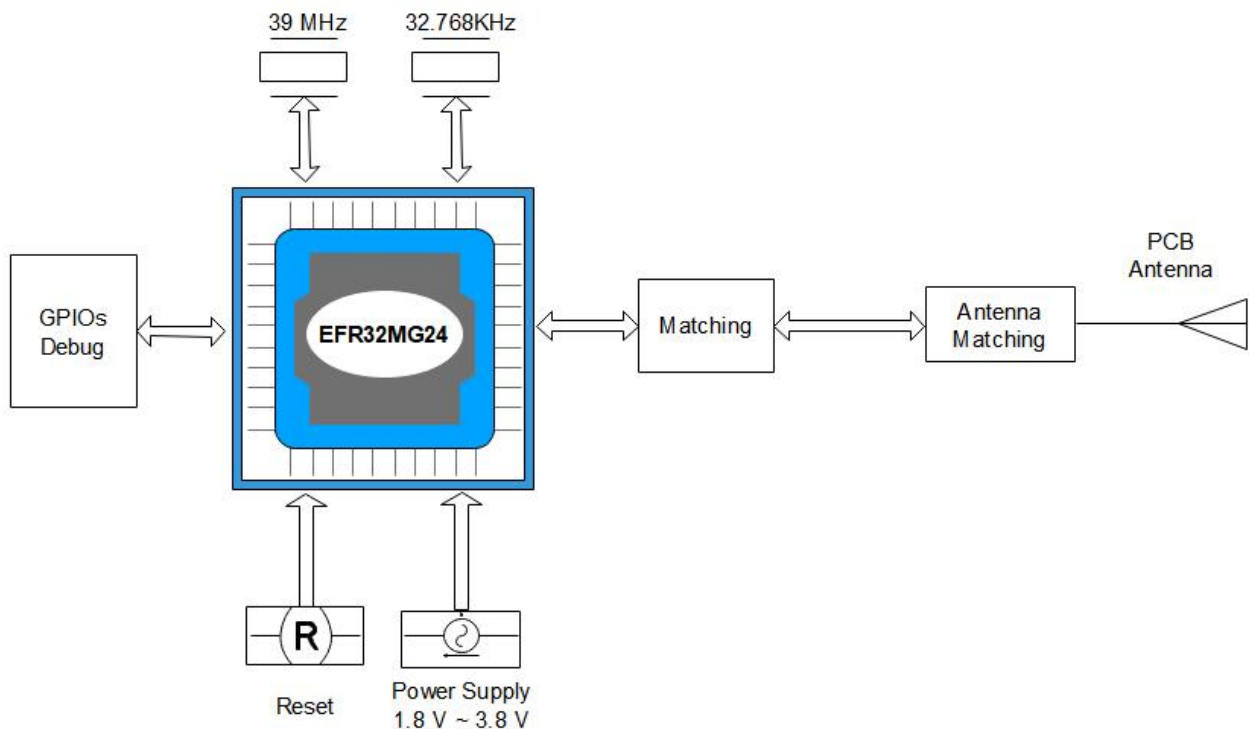 39 MHz
32.768KHz
GPIOs
Debug
EFR32MG24
Matching
Antenna
Matching
PCB
Antenna
R
Reset
Power Supply
1.8 V ~ 3.8 V